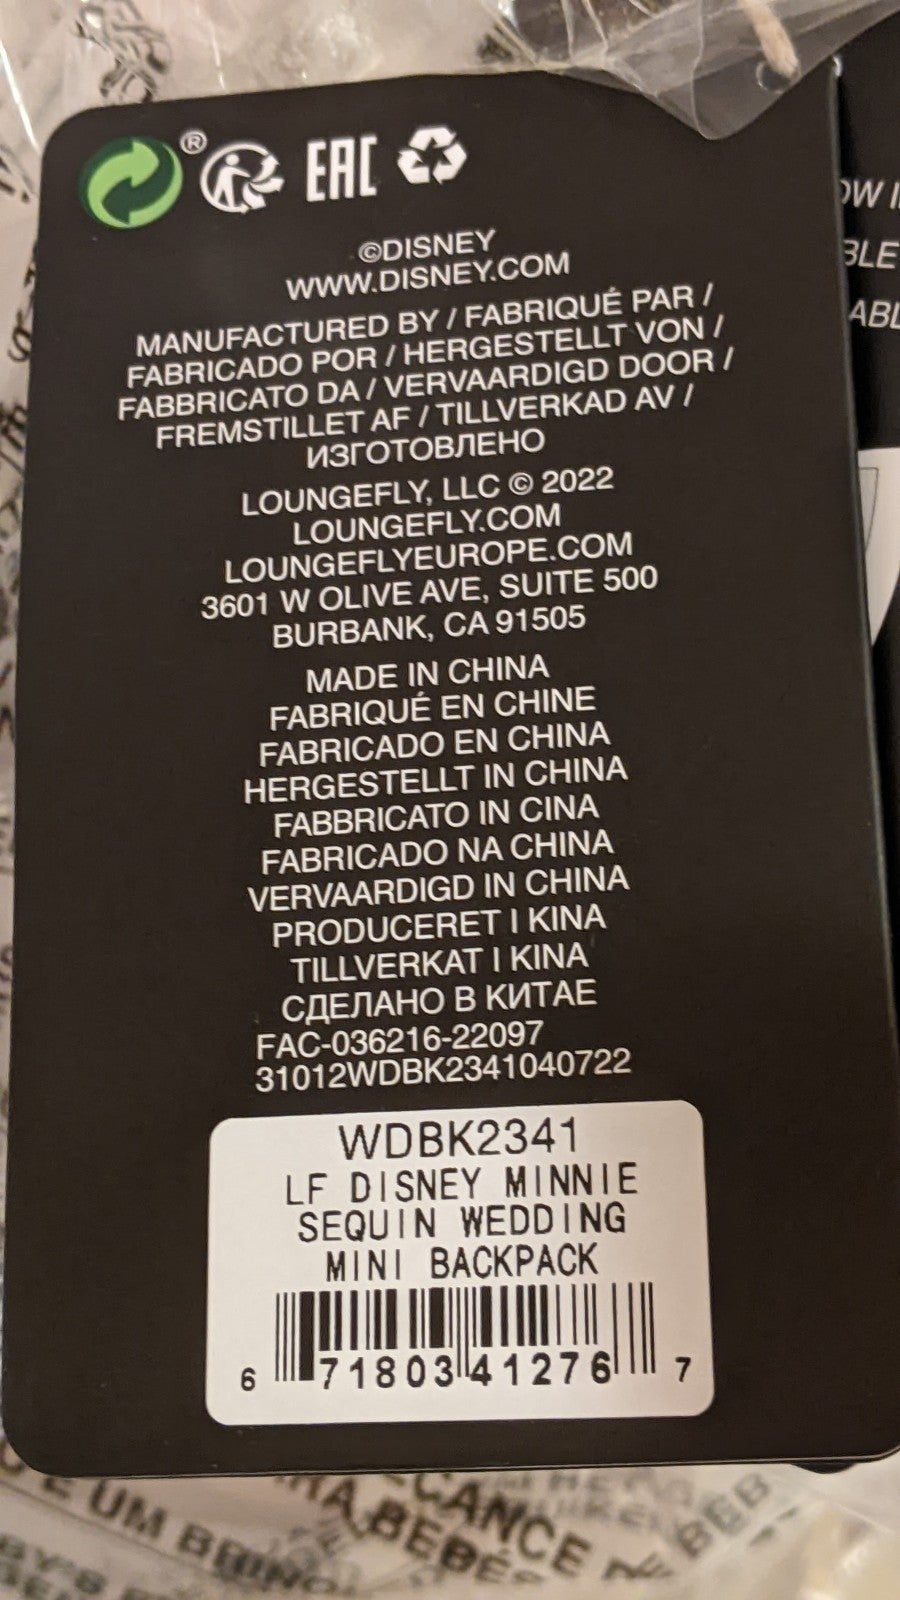 ®
EAC
©DISNEY
WWW.DISNEY.COM
MANUFACTURED BY / FABRIQUÉ PAR /
FABRICADO POR / HERGESTELLT VON /
FABBRICATO DA / VERVAARDIGD DOOR /
FREMSTILLET AF / TILLVERKAD AV /
ИЗГОТОВЛЕНО
LOUNGEFLY, LLC © 2022
LOUNGEFLY.COM
LOUNGEFLYEUROPE.COM
3601 W OLIVE AVE, SUITE 500
BURBANK, CA 91505
MADE IN CHINA
FABRIQUÉ EN CHINE
FABRICADO EN CHINA
HERGESTELLT IN CHINA
FABBRICATO IN CINA
FABRICADO NA CHINA
VERVAARDIGD IN CHINA
PRODUCERET I KINA
TILLVERKAT I KINA
СДЕЛАНО В КИТАЕ
FAC-036216-22097
31012WDBK2341040722
WDBK2341
LF DISNEY MINNIE
SEQUIN WEDDING
MINI BACKPACK
6 71803 41276 7
UM